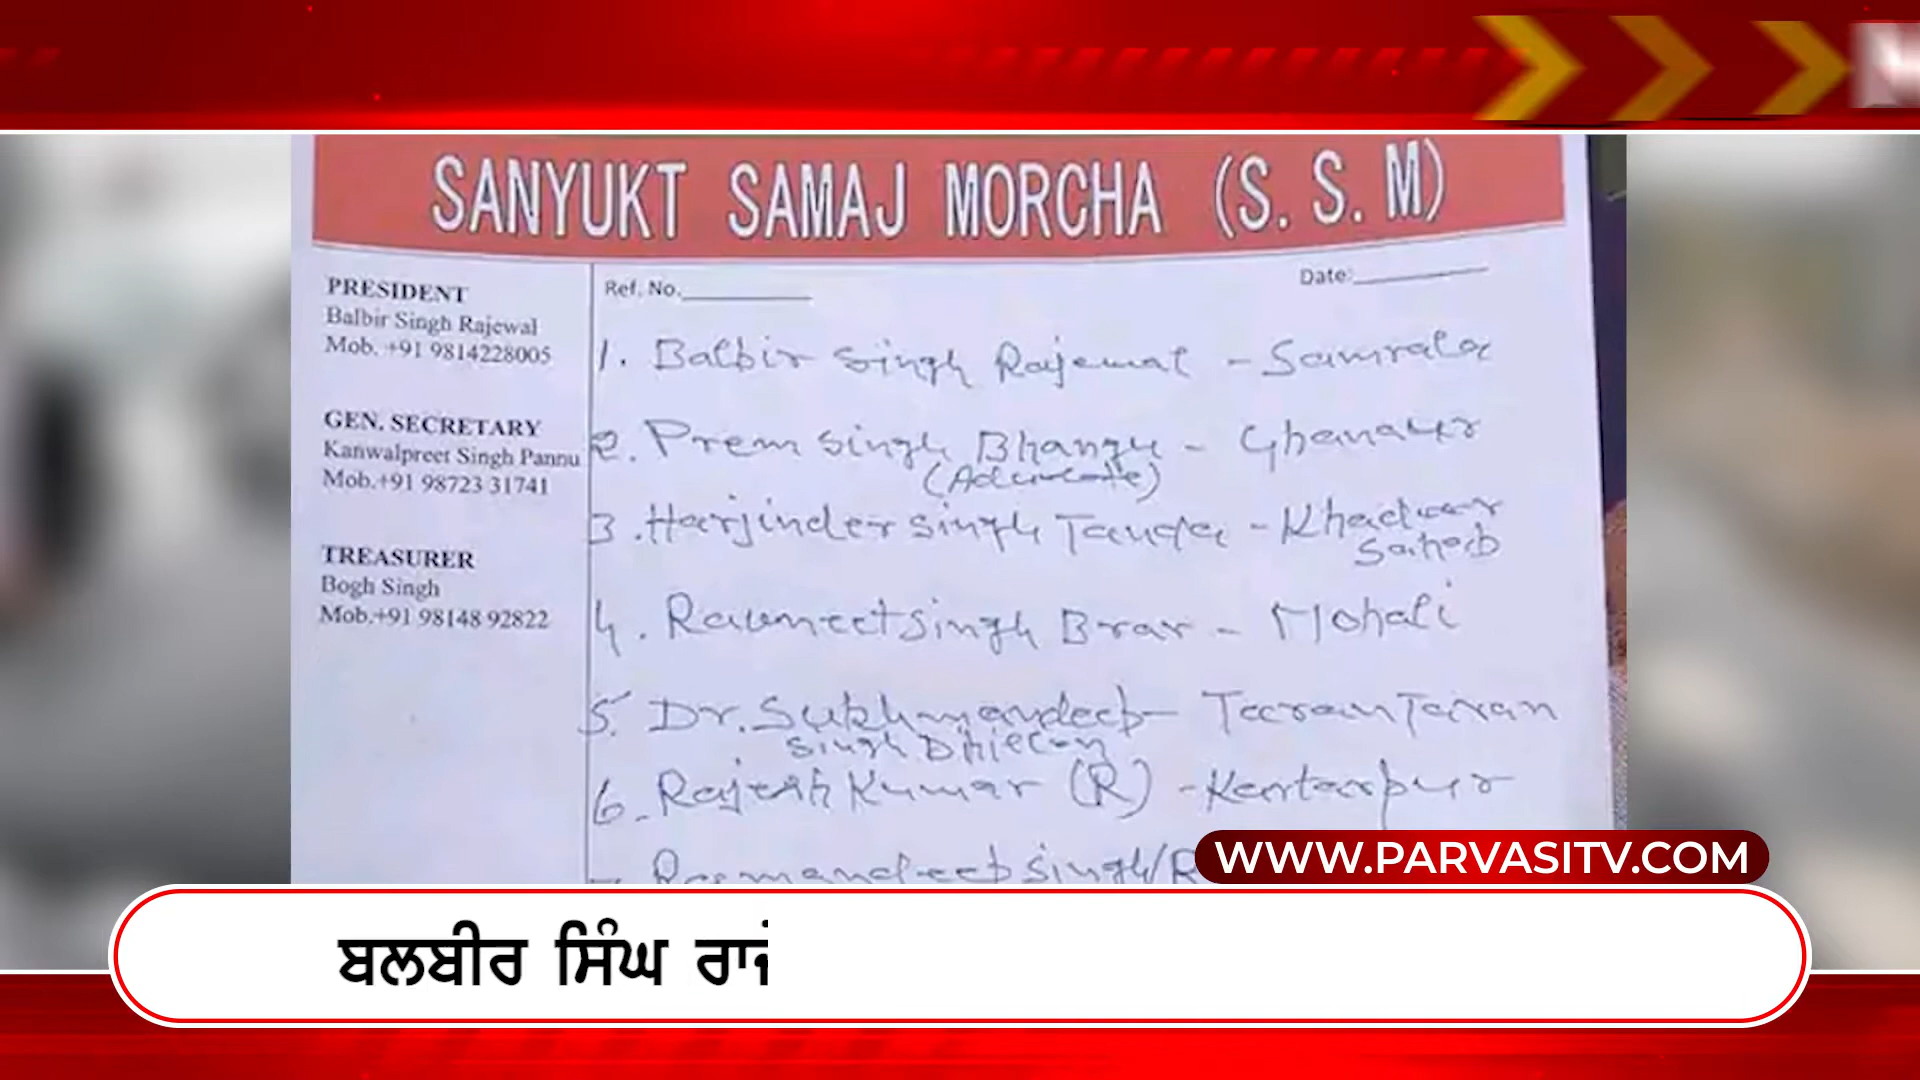 SANYUKT SAMAJ MORCHA (S. S. M)
PRESIDENT
Balbir Singh Rajewal
Mob. +91 9814228005
GEN. SECRETARY
Kanwalpreet Singh Pannu
Mob.+91 98723 31741
TREASURER
Bogh Singh
Mob.+91 98148 92822
Ref. No.
Date:
1. Balbir Singh Rajewal - Samrala
2. Prem Singh Bhangu - Ghanaur
(Advocate)
3. Harjinder Singh Tanda - Khadoor
Saheb
4. Ravneet Singh Brar - Mohali
5. Dr. Sukhmandeep - Taran Taran
Singh Dhillon
6. Rajesh Kumar (R) - Kartarpur
Singh/R
WWW.PARVASITV.COM
ਬਲਬੀਰ ਸਿੰਘ